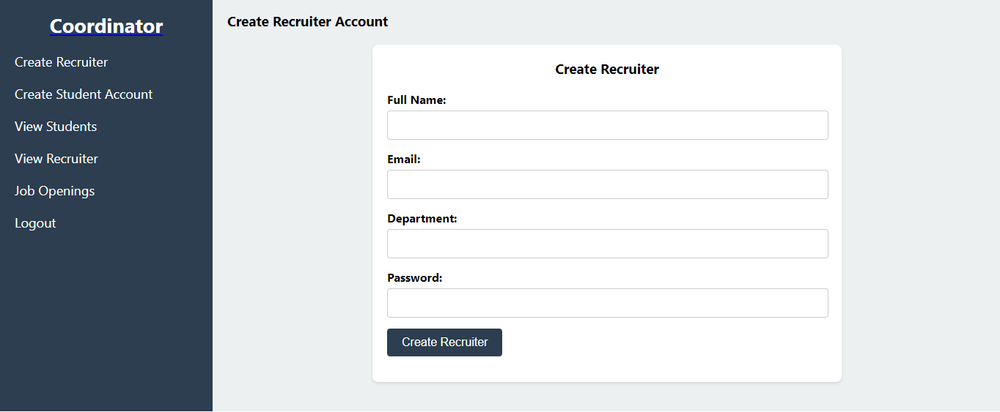 Coordinator
Create Recruiter
Create Student Account
View Students
View Recruiter
Job Openings
Logout
Create Recruiter Account
Create Recruiter
Full Name:
Email:
Department:
Password:
Create Recruiter